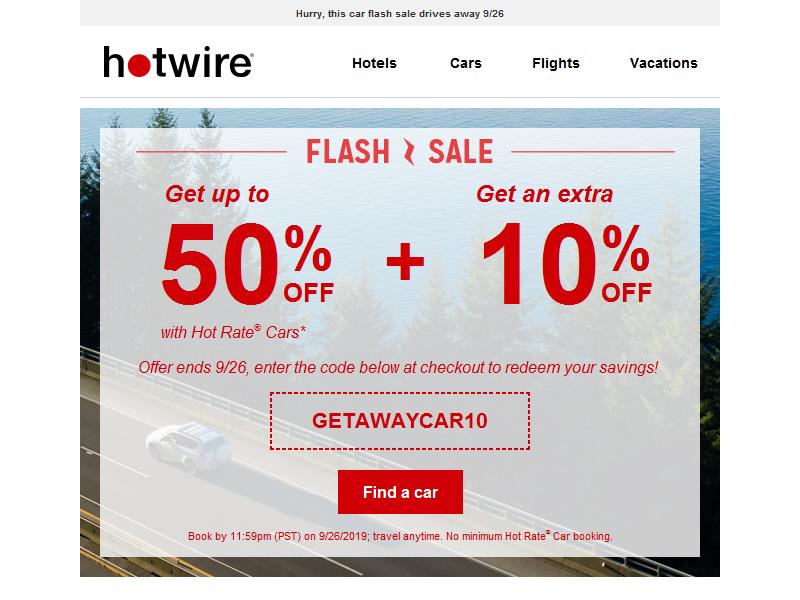 Hurry, this car flash sale drives away 9/26
hotwire®
Hotels Cars Flights Vacations
FLASH SALE
Get up to
50% OFF
+
Get an extra
10% OFF
with Hot Rate® Cars*
Offer ends 9/26, enter the code below at checkout to redeem your savings!
GETAWAYCAR10
Find a car
Book by 11:59pm (PST) on 9/26/2019; travel anytime. No minimum Hot Rate® Car booking.